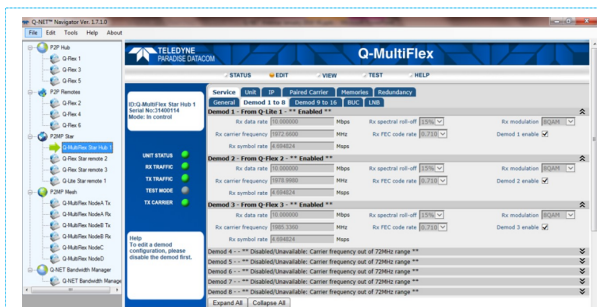 Q-NET™ Navigator Ver. 1.7.1.0
File Edit Tools Help About
P2P Hub
Q-Flex 1
Q-Flex 3
Q-Flex 5
P2P Remotes
Q-Flex 2
Q-Flex 4
Q-Flex 6
P2MP Star
Q-MultiFlex Star Hub 1
Q-Flex Star remote 2
Q-Flex Star remote 3
Q-Lite Star remote 1
P2MP Mesh
Q-MultiFlex NodeA Tx
Q-MultiFlex NodeA Rx
Q-MultiFlex NodeB Tx
Q-MultiFlex NodeB Rx
Q-MultiFlex NodeC
Q-MultiFlex NodeD
Q-NET Bandwidth Manager
Q-NET Bandwidth Manage
TELEDYNE
PARADISE DATACOM
Q-MultiFlex
STATUS EDIT VIEW TEST HELP
ID:Q-MultiFlex Star Hub 1
Serial No:31400114
Mode: In control
UNIT STATUS
RX TRAFFIC
TX TRAFFIC
TEST MODE
TX CARRIER
Help
To edit a demod
configuration, please
disable the demod first.
Service Unit IP Paired Carrier Memories Redundancy
General Demod 1 to 8 Demod 9 to 16 BUC LNB
Demod 1 - From Q-Lite 1 - ** Enabled **
Rx data rate 10.000000 Mbps Rx spectral roll-off 15% Rx modulation 8QAM
Rx carrier frequency 1972.6600 MHz Rx FEC code rate 0.710 Demod 1 enable
Rx symbol rate 4.694824 Msps
Demod 2 - From Q-Flex 2 - ** Enabled **
Rx data rate 10.000000 Mbps Rx spectral roll-off 15% Rx modulation 8QAM
Rx carrier frequency MHz Rx FEC code rate 0.710 Demod 2 enable
Rx symbol rate 4.694824 Msps
Demod 3 - From Q-Flex 3 - ** Enabled **
Rx data rate 10.000000 Mbps Rx spectral roll-off 15% Rx modulation 8QAM
Rx carrier frequency 1985.3360 MHz Rx FEC code rate 0.710 Demod 3 enable
Rx symbol rate 4.694824 Msps
Demod 4 - - ** Disabled/Unavailable: Carrier frequency out of 72MHz range **
Demod 5 - - ** Disabled/Unavailable: Carrier frequency out of 72MHz range **
Demod 6 - - ** Disabled/Unavailable: Carrier frequency out of 72MHz range **
Demod 7 - - ** Disabled/Unavailable: Carrier frequency out of 72MHz range **
Demod 8 - - ** Disabled/Unavailable: Carrier frequency out of 72MHz range **
Expand All Collapse All